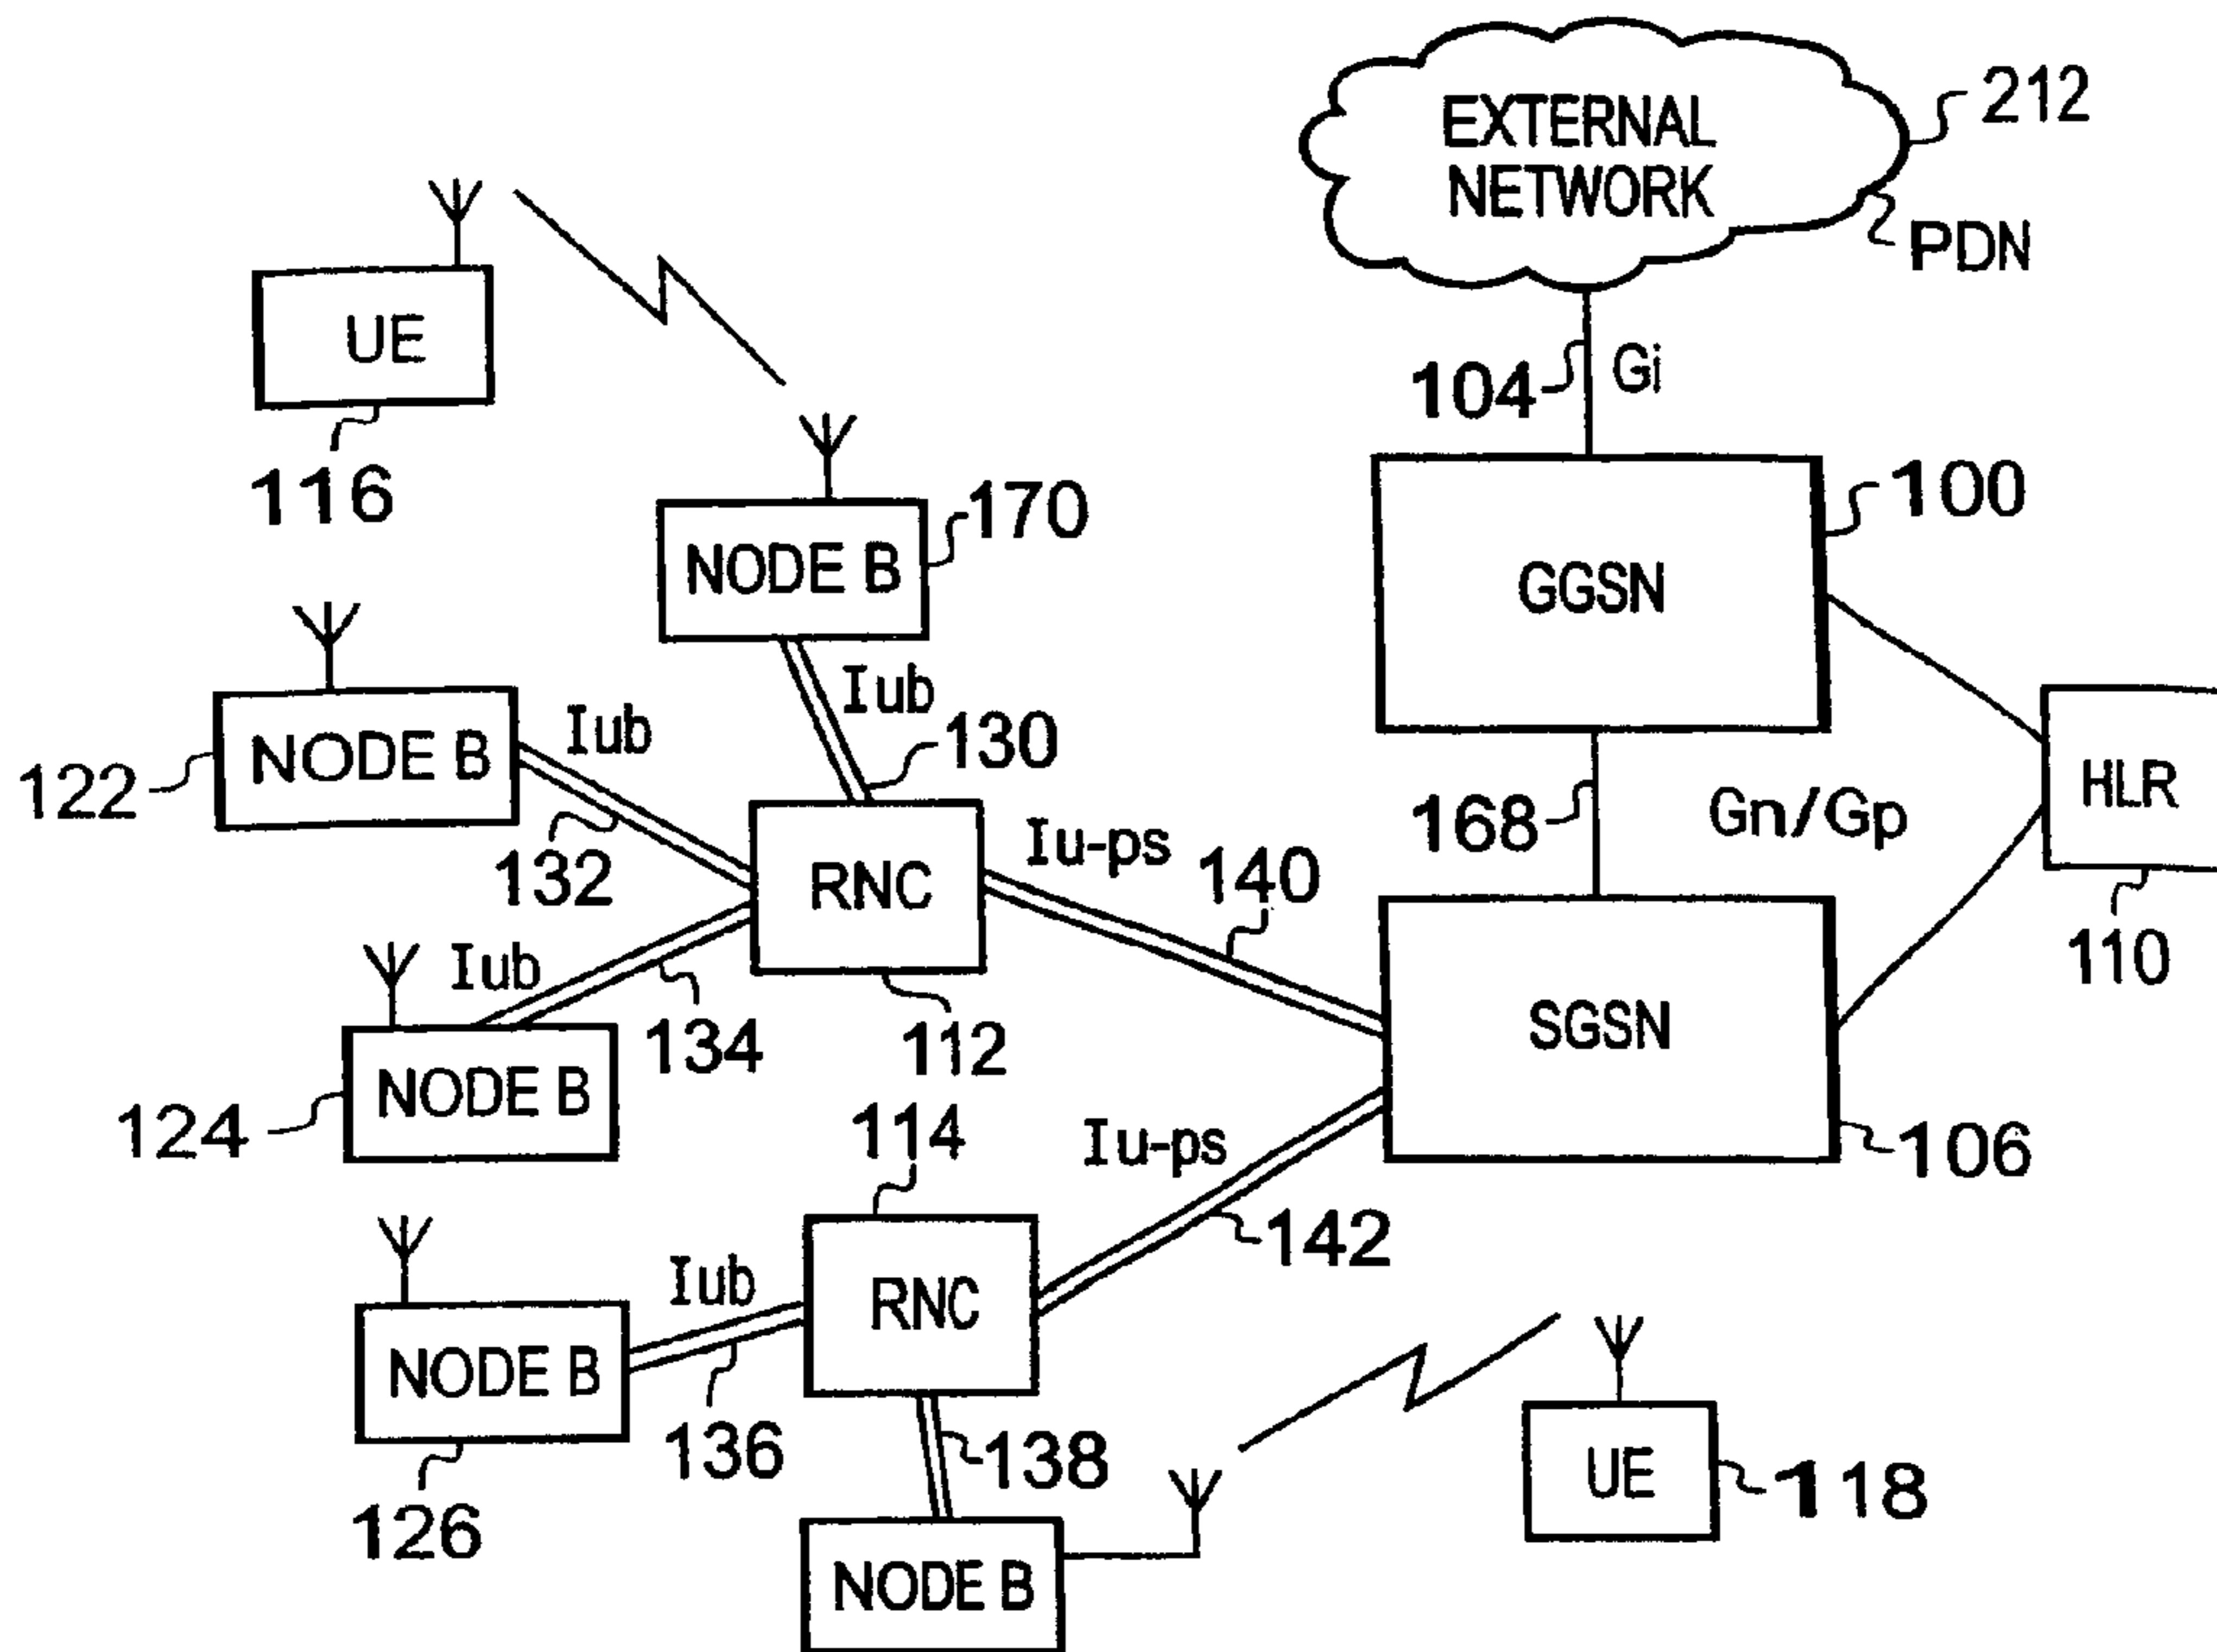 EXTERNAL
NETWORK
212
PDN
104
Gi
UE
116
170
NODE B
100
GGSN
Iub
130
122
NODE B
Iub
132
168
Gn/Gp
HLR
110
RNC
112
Iu-ps
140
Iub
134
NODE B
124
SGSN
106
114
RNC
Iu-ps
142
Iub
136
NODE B
126
138
NODE B
UE
118